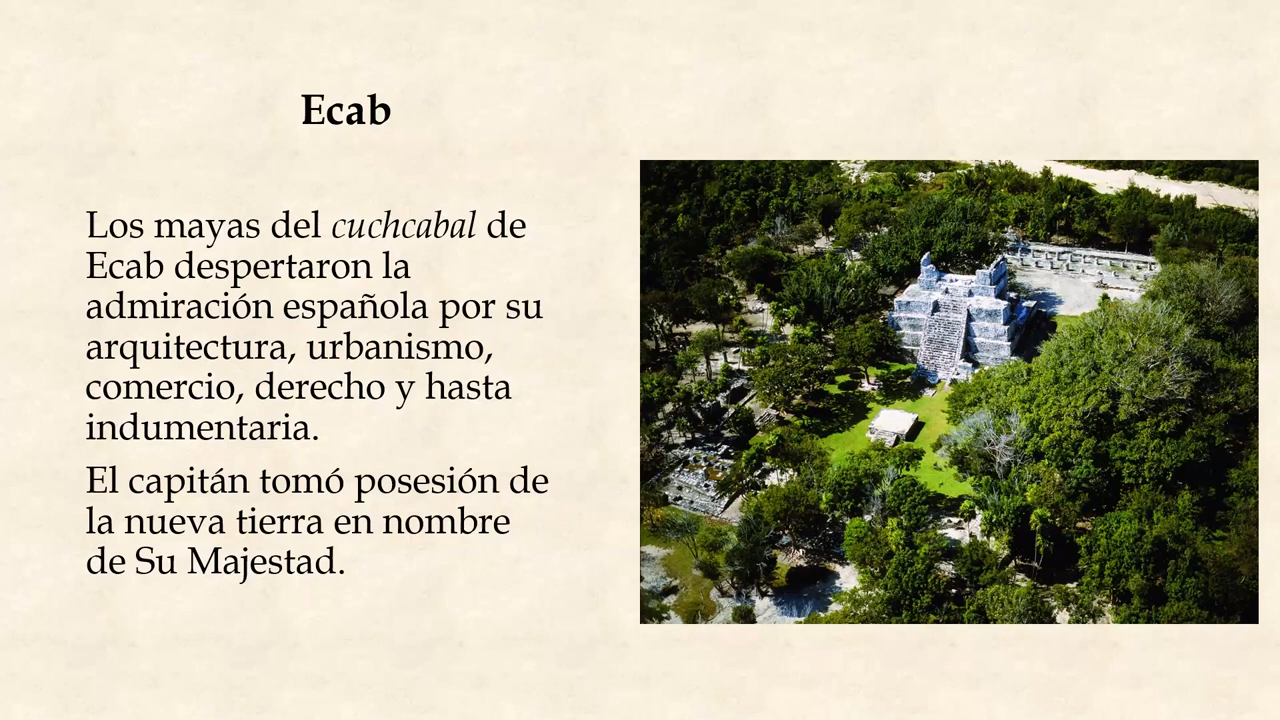 Ecab
Los mayas del cuchcabal de
Ecab despertaron la
admiración española por su
arquitectura, urbanismo,
comercio, derecho y hasta
indumentaria.
El capitán tomó posesión de
la nueva tierra en nombre
de Su Majestad.